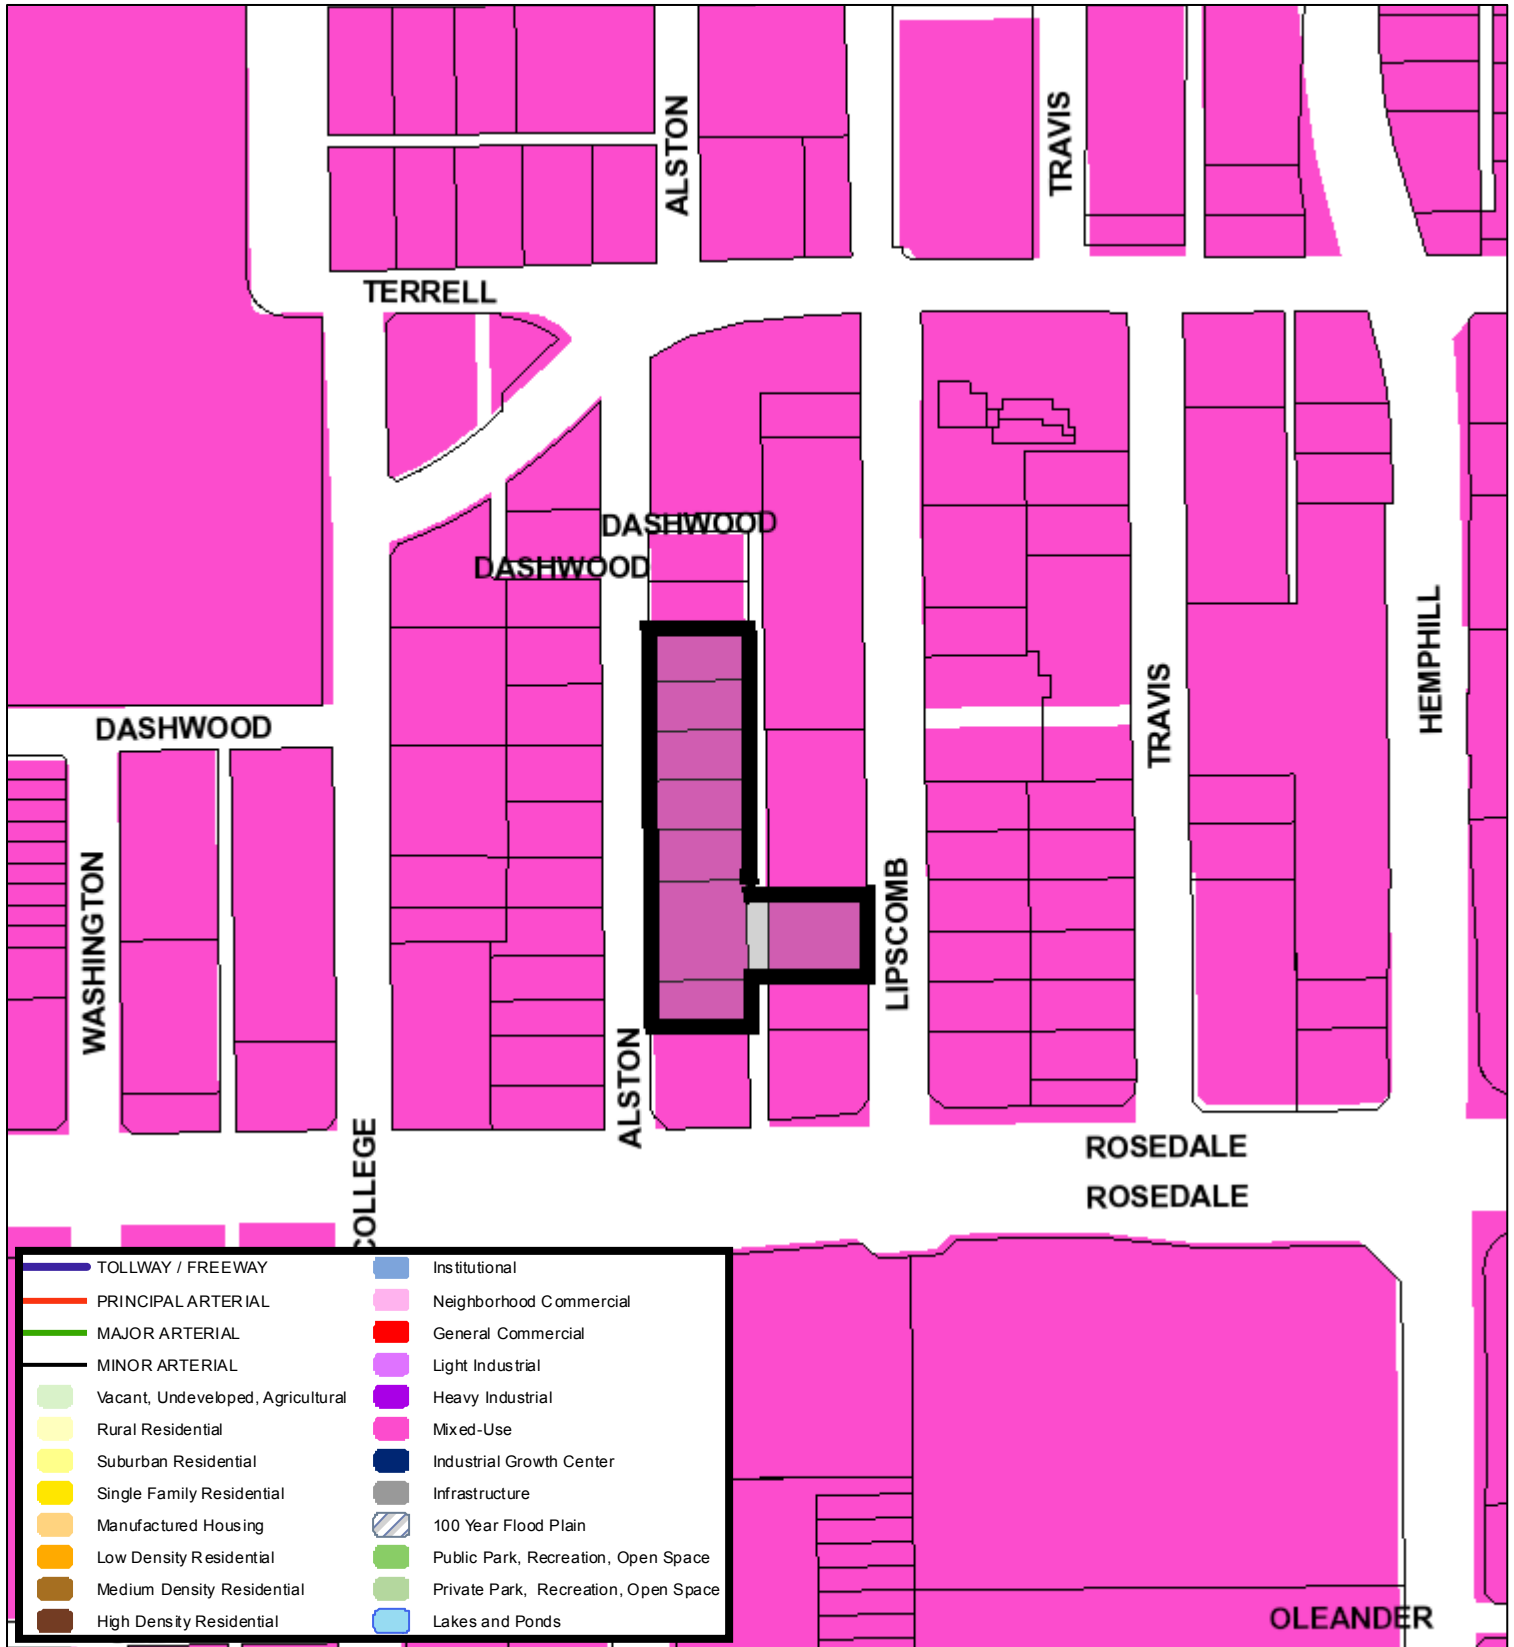 ALSTON
TRAVIS
TERRELL
DASHWOOD
DASHWOOD
HEMPHILL
TRAVIS
DASHWOOD
WASHINGTON
LIPSCOMB
ALSTON
COLLEGE
ROSEDALE
ROSEDALE
TOLLWAY / FREEWAY
PRINCIPAL ARTERIAL
MAJOR ARTERIAL
MINOR ARTERIAL
Vacant, Undeveloped, Agricultural
Rural Residential
Suburban Residential
Single Family Residential
Manufactured Housing
Low Density Residential
Medium Density Residential
High Density Residential
Institutional
Neighborhood Commercial
General Commercial
Light Industrial
Heavy Industrial
Mixed-Use
Industrial Growth Center
Infrastructure
100 Year Flood Plain
Public Park, Recreation, Open Space
Private Park, Recreation, Open Space
Lakes and Ponds
OLEANDER